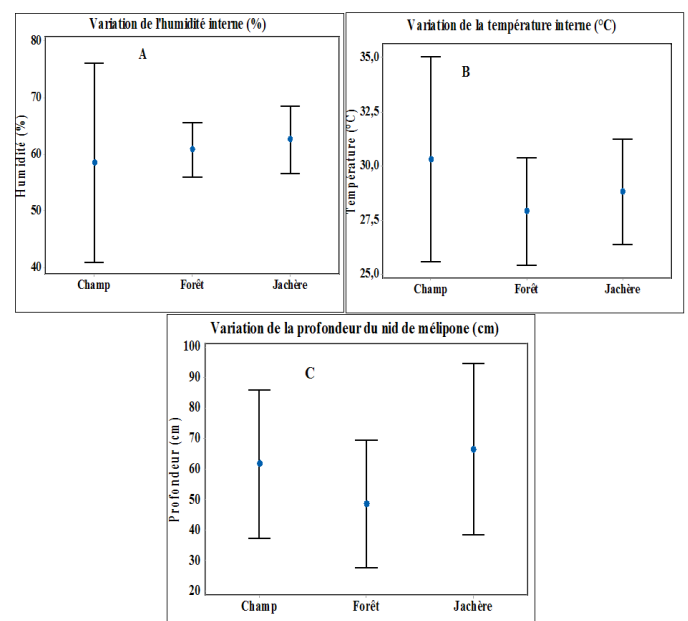 Variation de l'humidité interne (%)
A
Humidité (%)
80
70
60
50
40
Champ
Forêt
Jachère
Variation de la température interne (°C)
B
Température (°C)
35,0
32,5
30,0
27,5
25,0
Champ
Forêt
Jachère
Variation de la profondeur du nid de mélipone (cm)
C
Profondeur (cm)
100
90
80
70
60
50
40
30
20
Champ
Forêt
Jachère